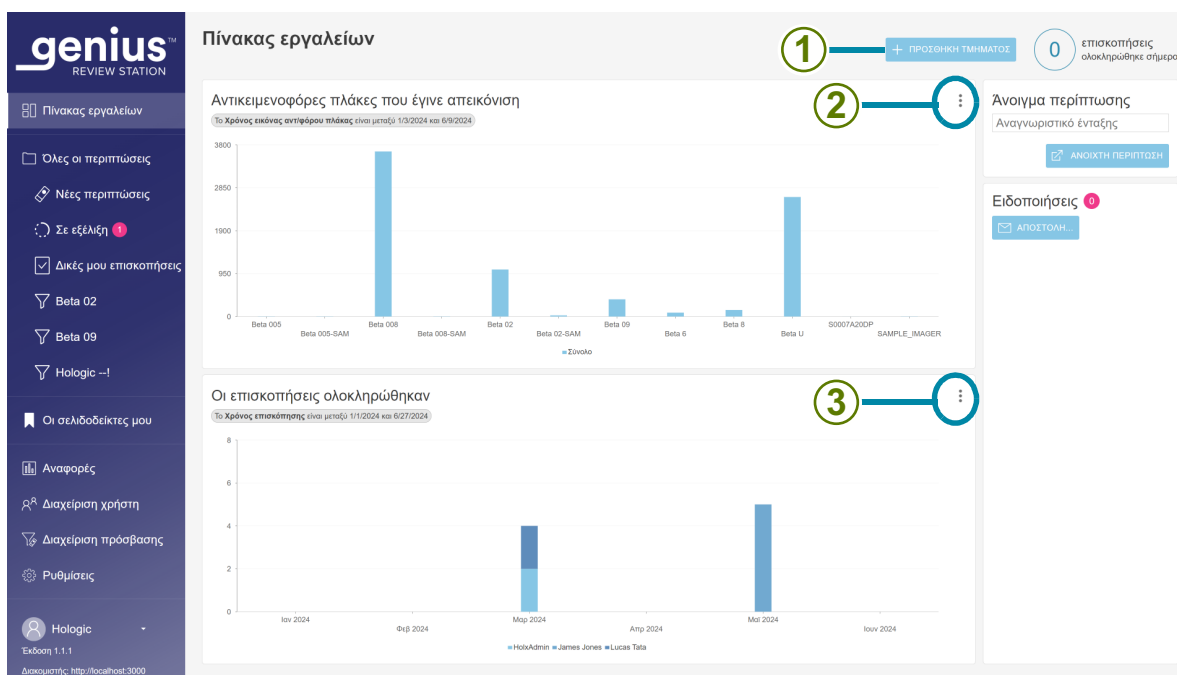 genius™
REVIEW STATION
Πίνακας εργαλείων
Όλες οι περιπτώσεις
Νέες περιπτώσεις
Σε εξέλιξη 1
Δικές μου επισκοπήσεις
Beta 02
Beta 09
Hologic --!
Οι σελιδοδείκτες μου
Αναφορές
Διαχείριση χρήστη
Διαχείριση πρόσβασης
Ρυθμίσεις
Hologic
Έκδοση 1.1.1
Διακομιστής: http://localhost:3000
Πίνακας εργαλείων
1
+ ΠΡΟΣΘΗΚΗ ΤΜΗΜΑΤΟΣ
0
επισκοπήσεις
ολοκληρώθηκε σήμερα
Αντικειμενοφόρες πλάκες που έγινε απεικόνιση
2
Το Χρόνος εικόνας αντ/φόρου πλάκας είναι μεταξύ 1/3/2024 και 6/9/2024
3800
2850
1900
950
0
Beta 005
Beta 005-SAM
Beta 008
Beta 008-SAM
Beta 02
Beta 02-SAM
Beta 09
Beta 6
Beta 8
Beta U
S0007A20DP
SAMPLE_IMAGER
Σύνολο
Οι επισκοπήσεις ολοκληρώθηκαν
3
Το Χρόνος επισκόπησης είναι μεταξύ 1/1/2024 και 6/27/2024
8
6
4
2
0
Ιαν 2024
Φεβ 2024
Μαρ 2024
Απρ 2024
Μαϊ 2024
Ιουν 2024
HolxAdmin James Jones Lucas Tata
Άνοιγμα περίπτωσης
Αναγνωριστικό ένταξης
ΑΝΟΙΧΤΗ ΠΕΡΙΠΤΩΣΗ
Ειδοποιήσεις 0
ΑΠΟΣΤΟΛΗ...